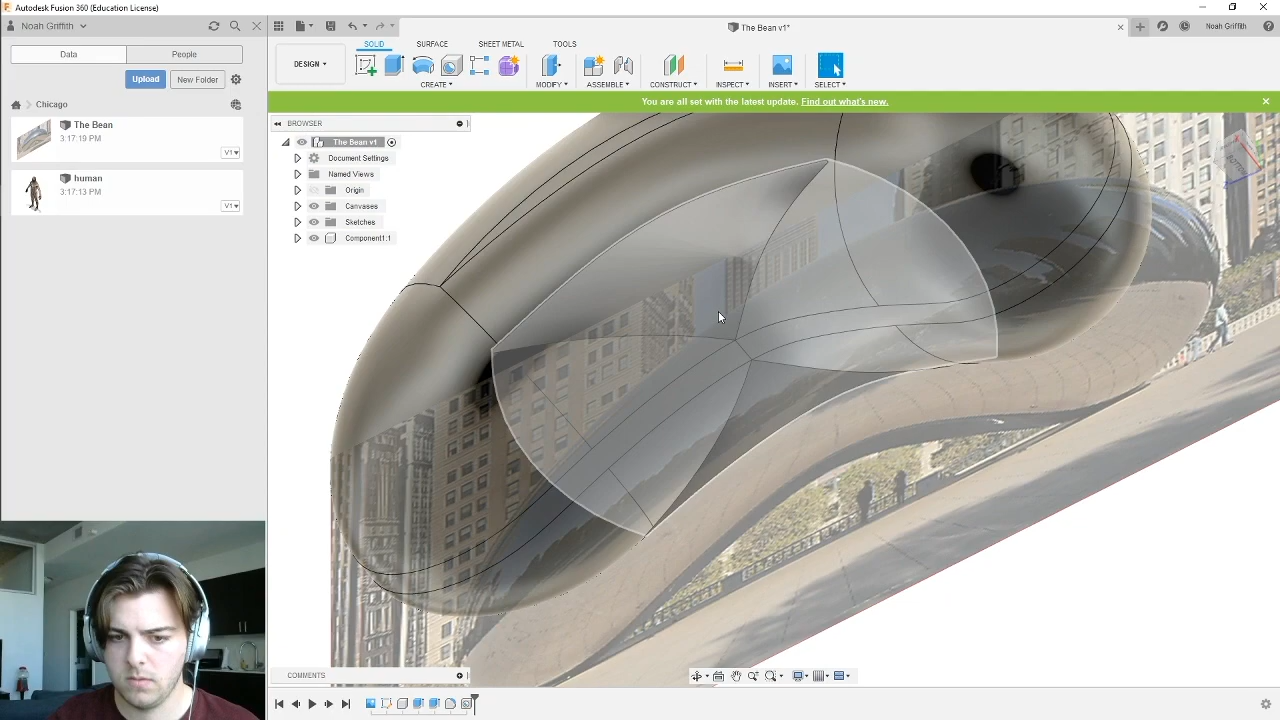 Autodesk Fusion 360 (Education License)
Noah Griffith
The Bean v1*
Noah Griffith
Data
People
SOLID
SURFACE
SHEET METAL
TOOLS
Upload
New Folder
DESIGN
CREATE
MODIFY
ASSEMBLE
CONSTRUCT
INSPECT
INSERT
SELECT
Chicago
You are all set with the latest update. Find out what's new.
The Bean
3:17:19 PM
V1
human
3:17:13 PM
V1
BROWSER
The Bean v1
Document Settings
Named Views
Origin
Canvases
Sketches
Component1:1
BOTTOM
COMMENTS